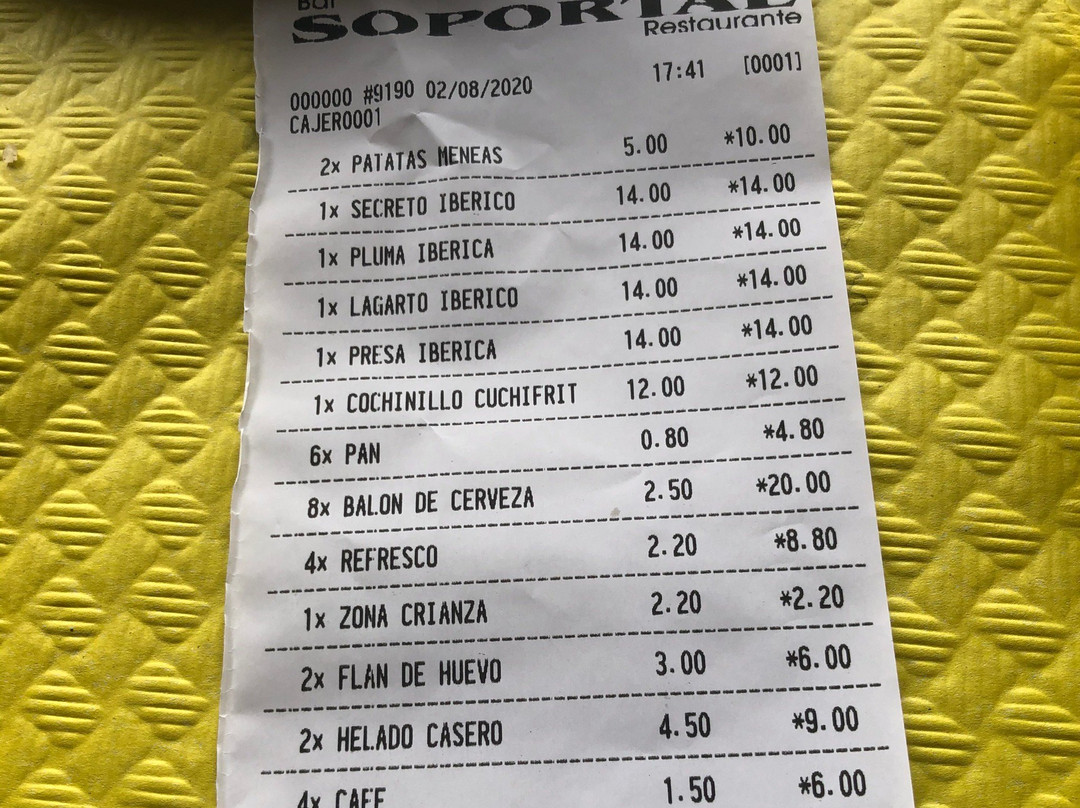 Bar
SOPORTAL
Restaurante
17:41 [0001]
000000 #9190 02/08/2020
CAJER0001
2x PATATAS MENEAS 5.00 *10.00
1x SECRETO IBERICO 14.00 *14.00
1x PLUMA IBERICA 14.00 *14.00
1x LAGARTO IBERICO 14.00 *14.00
1x PRESA IBERICA 14.00 *14.00
1x COCHINILLO CUCHIFRIT 12.00 *12.00
6x PAN 0.80 *4.80
8x BALON DE CERVEZA 2.50 *20.00
4x REFRESCO 2.20 *8.80
1x ZONA CRIANZA 2.20 *2.20
2x FLAN DE HUEVO 3.00 *6.00
2x HELADO CASERO 4.50 *9.00
4x CAFE 1.50 *6.00